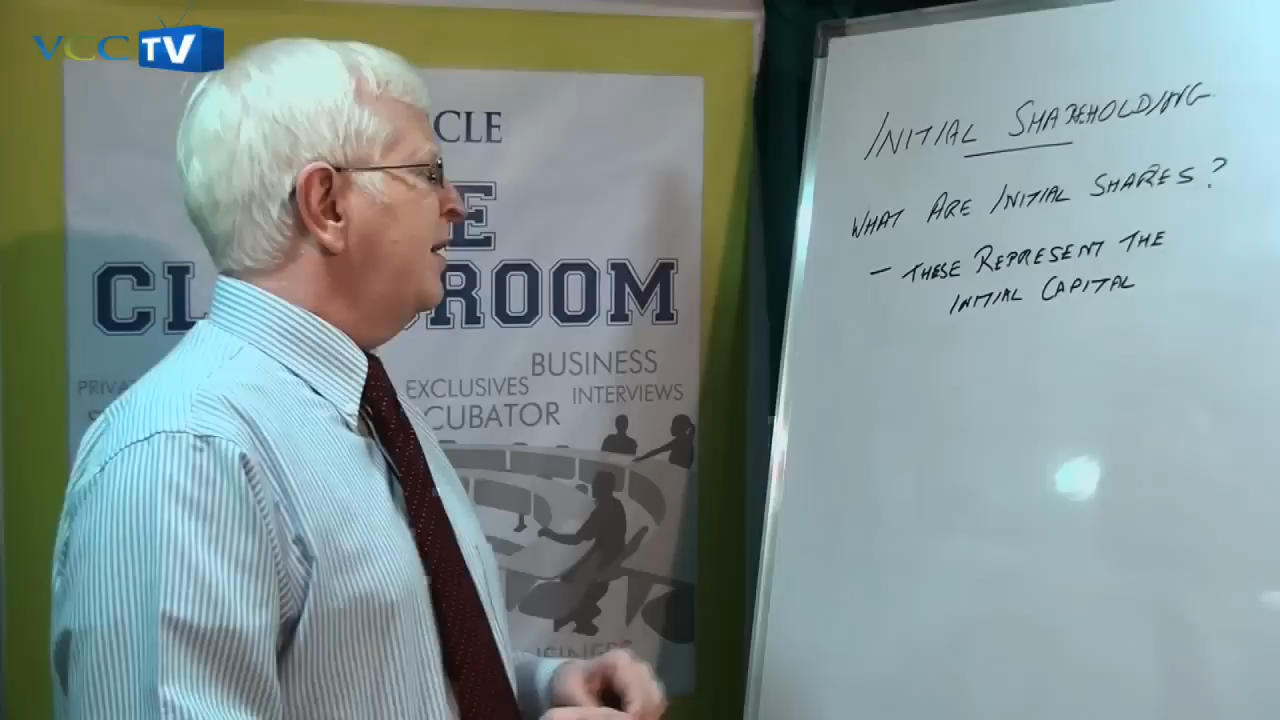 VCC TV
CLE
E
CL ROOM
BUSINESS
EXCLUSIVES INTERVIEWS
CUBATOR
INITIAL SHAREHOLDING
WHAT ARE INITIAL SHARES?
- THESE REPRESENT THE
INITIAL CAPITAL